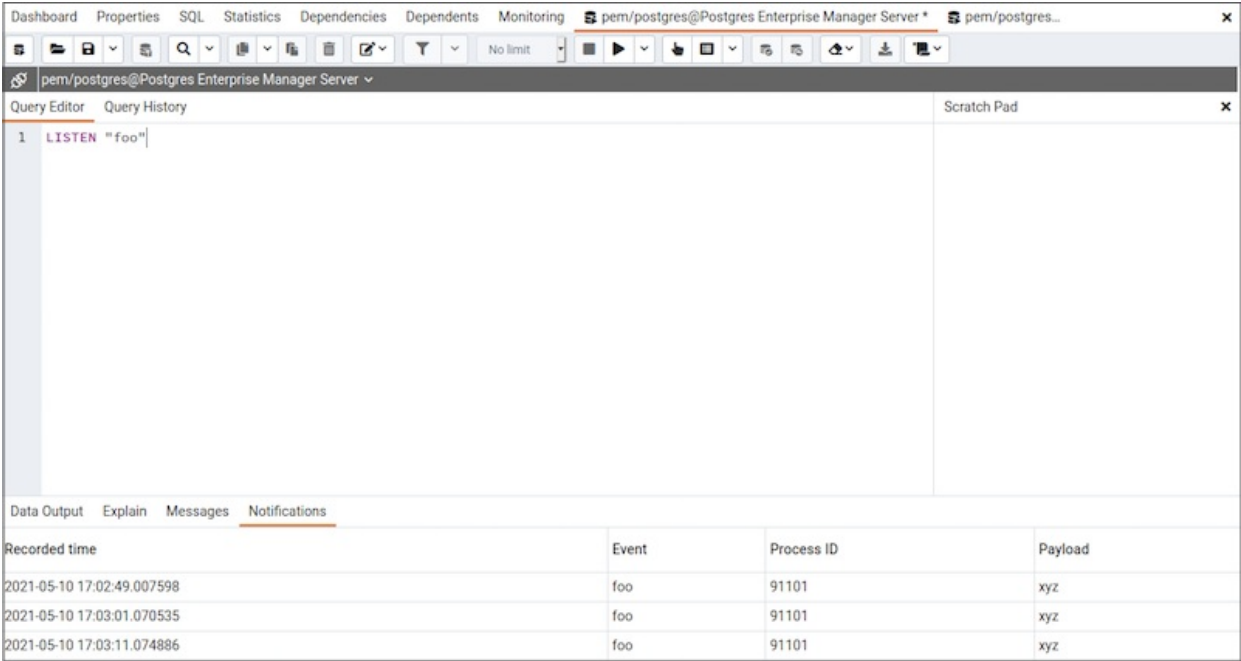 Dashboard Properties SQL Statistics Dependencies Dependents Monitoring pem/postgres@Postgres Enterprise Manager Server * pem/postgres...
No limit
pem/postgres@Postgres Enterprise Manager Server
Query Editor Query History Scratch Pad
1 LISTEN "foo"
Data Output Explain Messages Notifications
Recorded time Event Process ID Payload
2021-05-10 17:02:49.007598 foo 91101 xyz
2021-05-10 17:03:01.070535 foo 91101 xyz
2021-05-10 17:03:11.074886 foo 91101 xyz